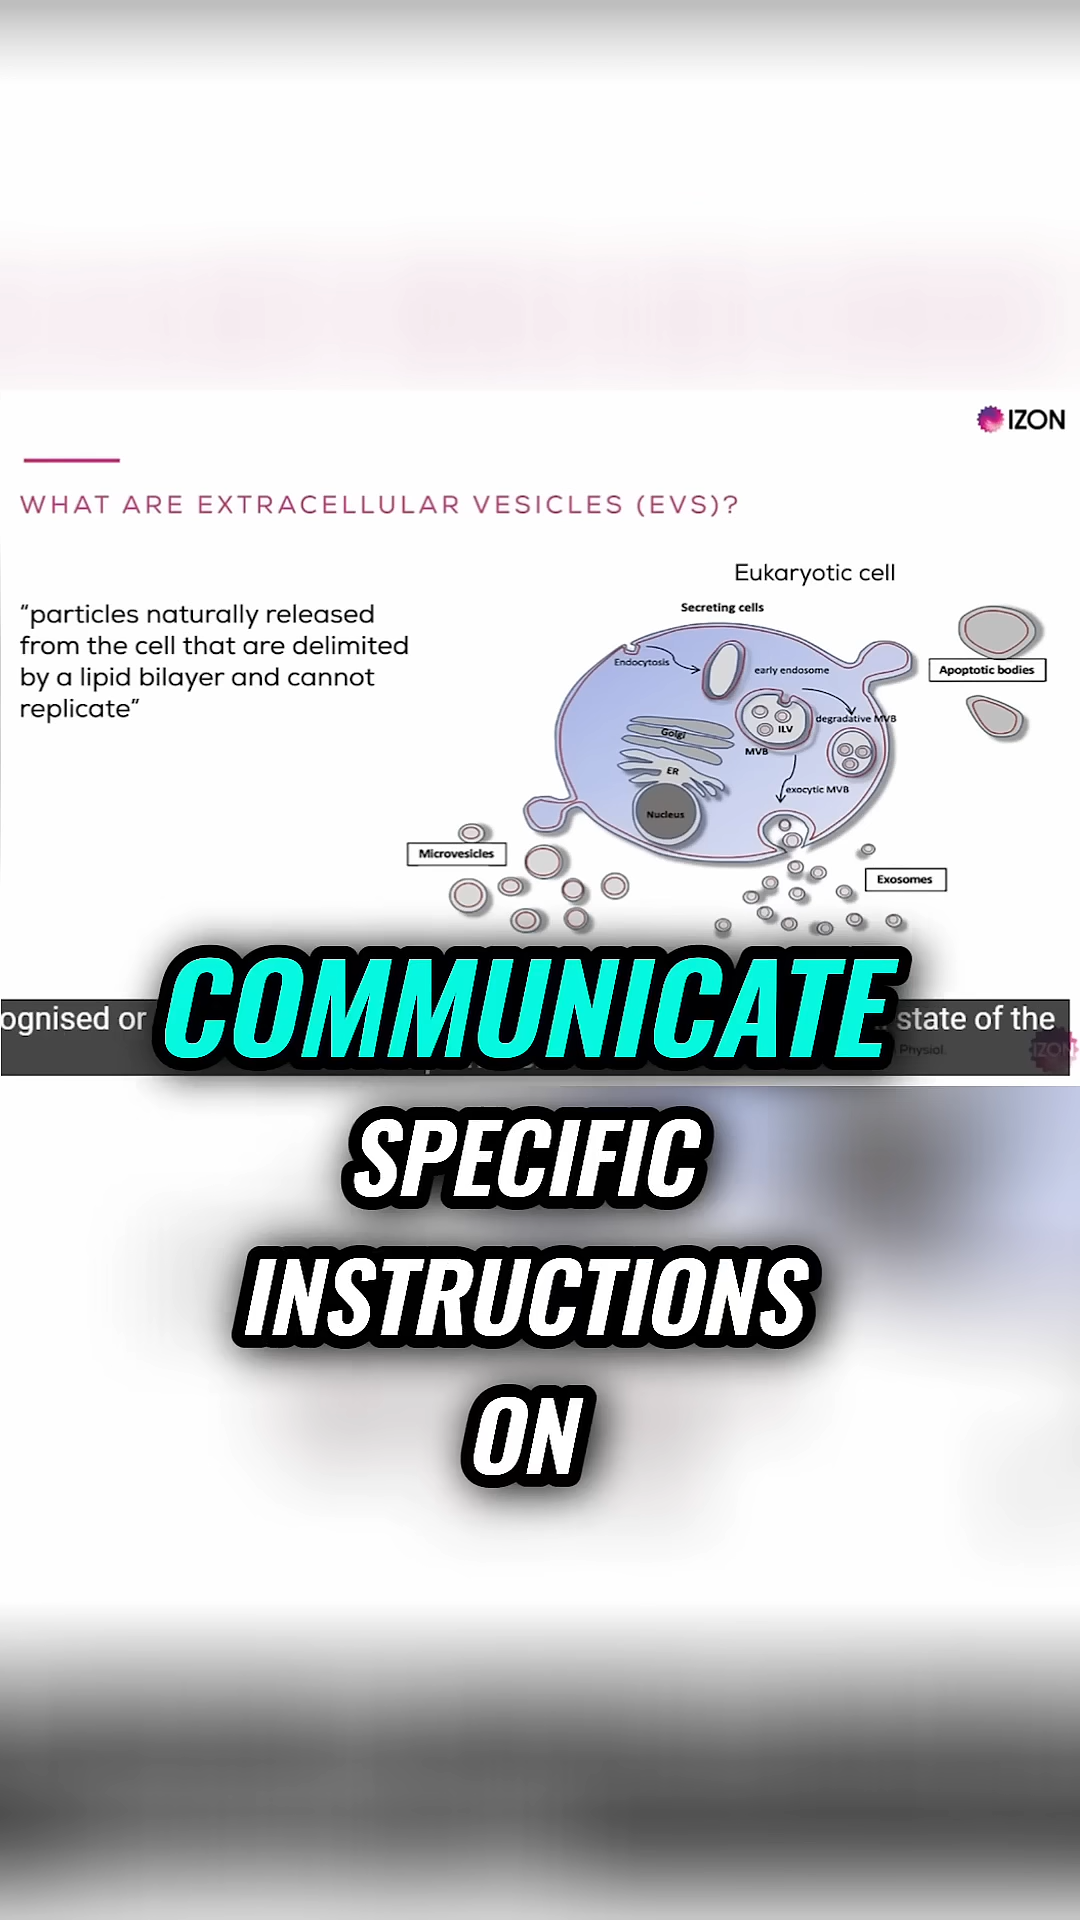 IZON
WHAT ARE EXTRACELLULAR VESICLES (EVS)?
Eukaryotic cell
"particles naturally released
from the cell that are delimited
by a lipid bilayer and cannot
replicate"
Secreting cells
Endocytosis
early endosome
Apoptotic bodies
degradative MVB
ILV
Golgi
MVB
ER
exocytic MVB
Nucleus
Microvesicles
Exosomes
COMMUNICATE
ognised or
state of the
Physiol.
IZON
SPECIFIC
INSTRUCTIONS
ON